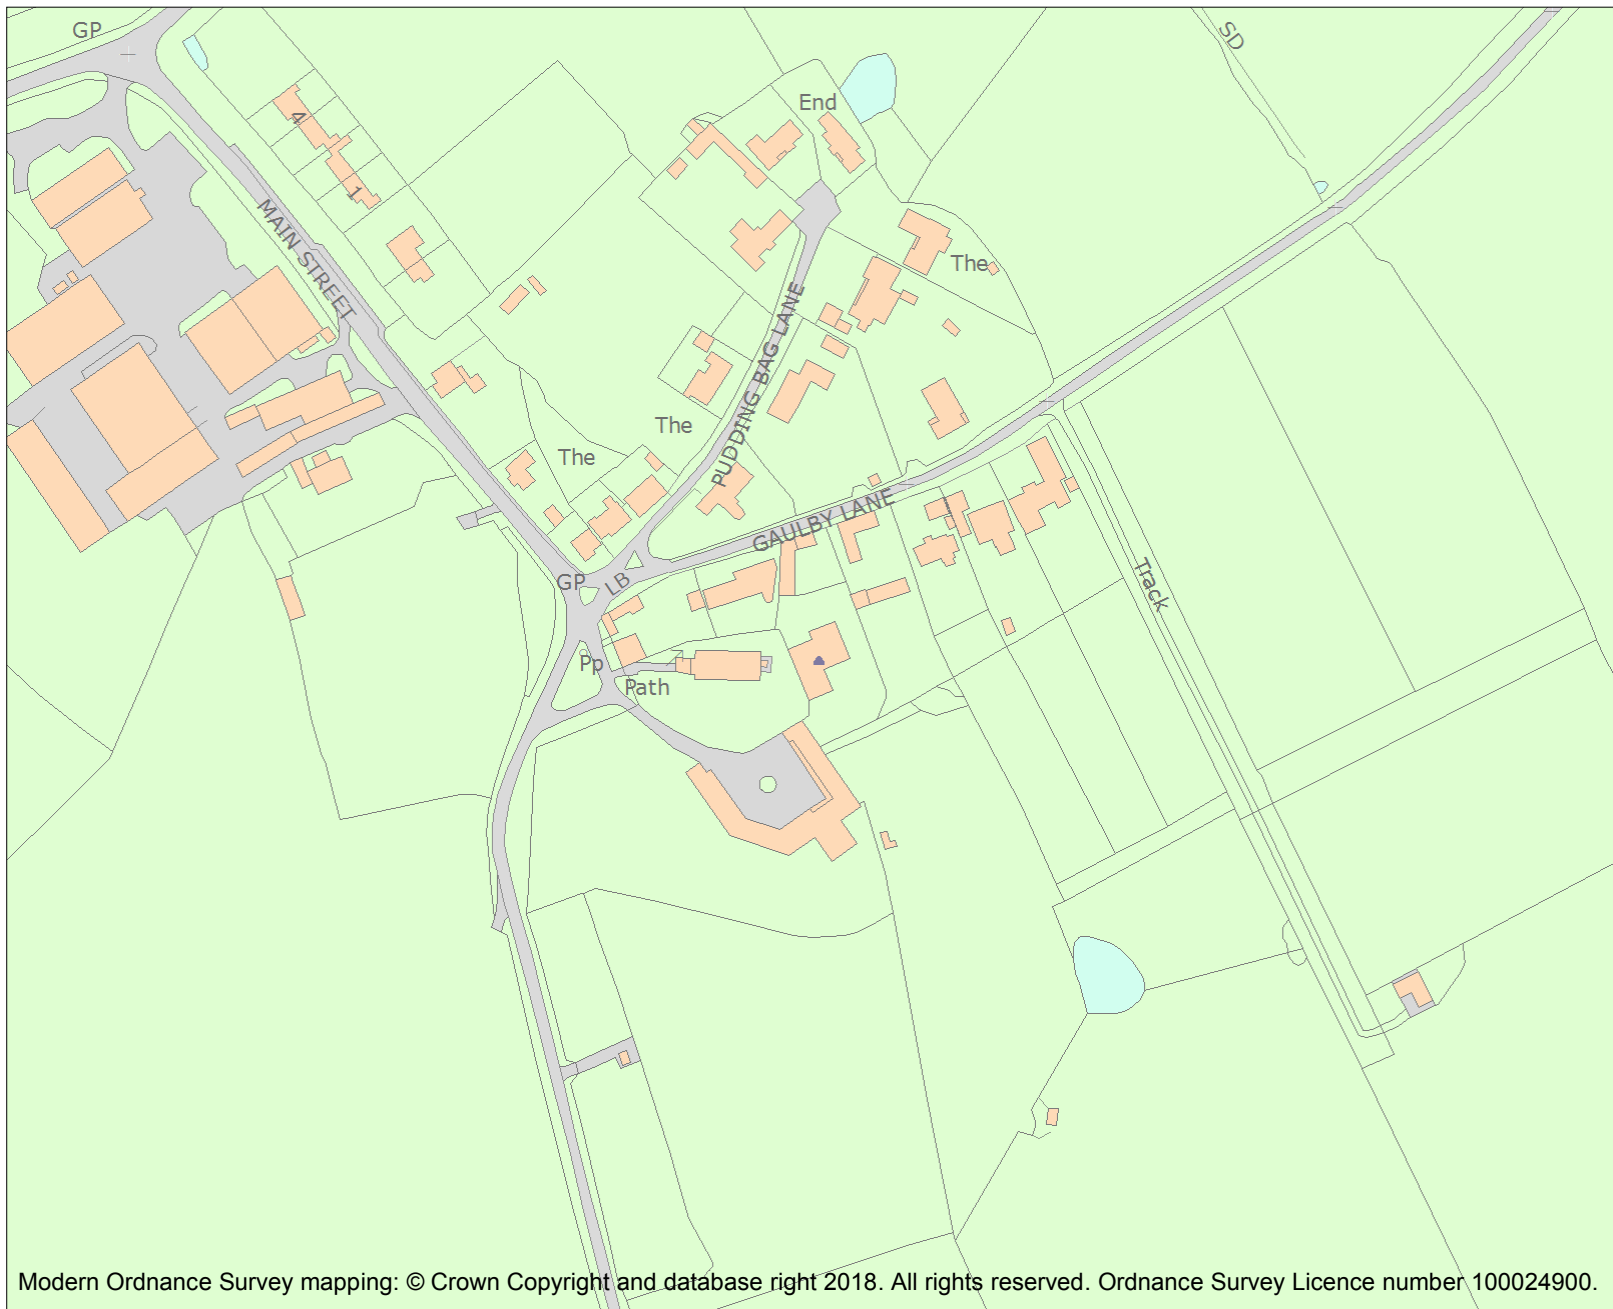 GP
SD
End
4
1
MAIN STREET
The
PUDDING BAG LANE
The
The
GAULBY LANE
Track
GP
LB
Pp
Path
Modern Ordnance Survey mapping: © Crown Copyright and database right 2018. All rights reserved. Ordnance Survey Licence number 100024900.